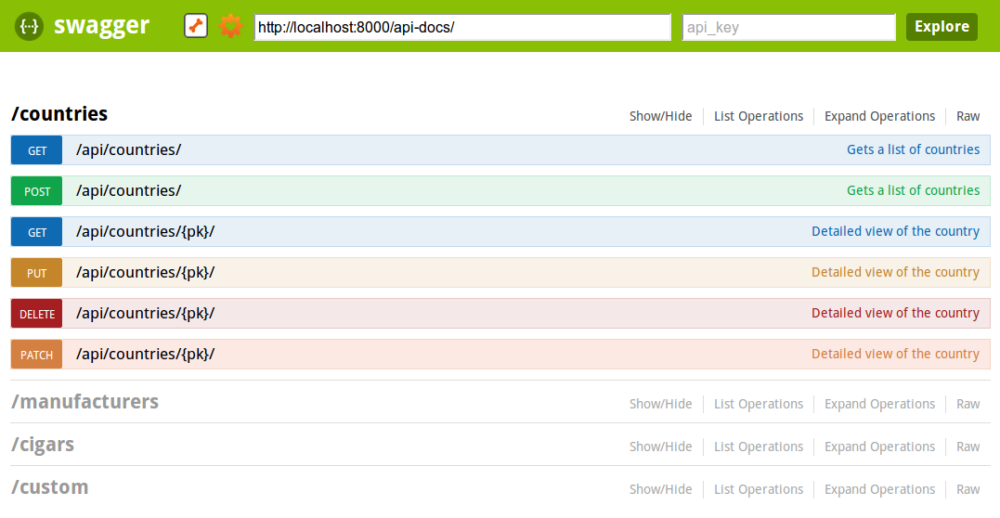 {··} swagger http://localhost:8000/api-docs/ api_key Explore
/countries Show/Hide List Operations Expand Operations Raw
GET /api/countries/ Gets a list of countries
POST /api/countries/ Gets a list of countries
GET /api/countries/{pk}/ Detailed view of the country
PUT /api/countries/{pk}/ Detailed view of the country
DELETE /api/countries/{pk}/ Detailed view of the country
PATCH /api/countries/{pk}/ Detailed view of the country
/manufacturers Show/Hide List Operations Expand Operations Raw
/cigars Show/Hide List Operations Expand Operations Raw
/custom Show/Hide List Operations Expand Operations Raw